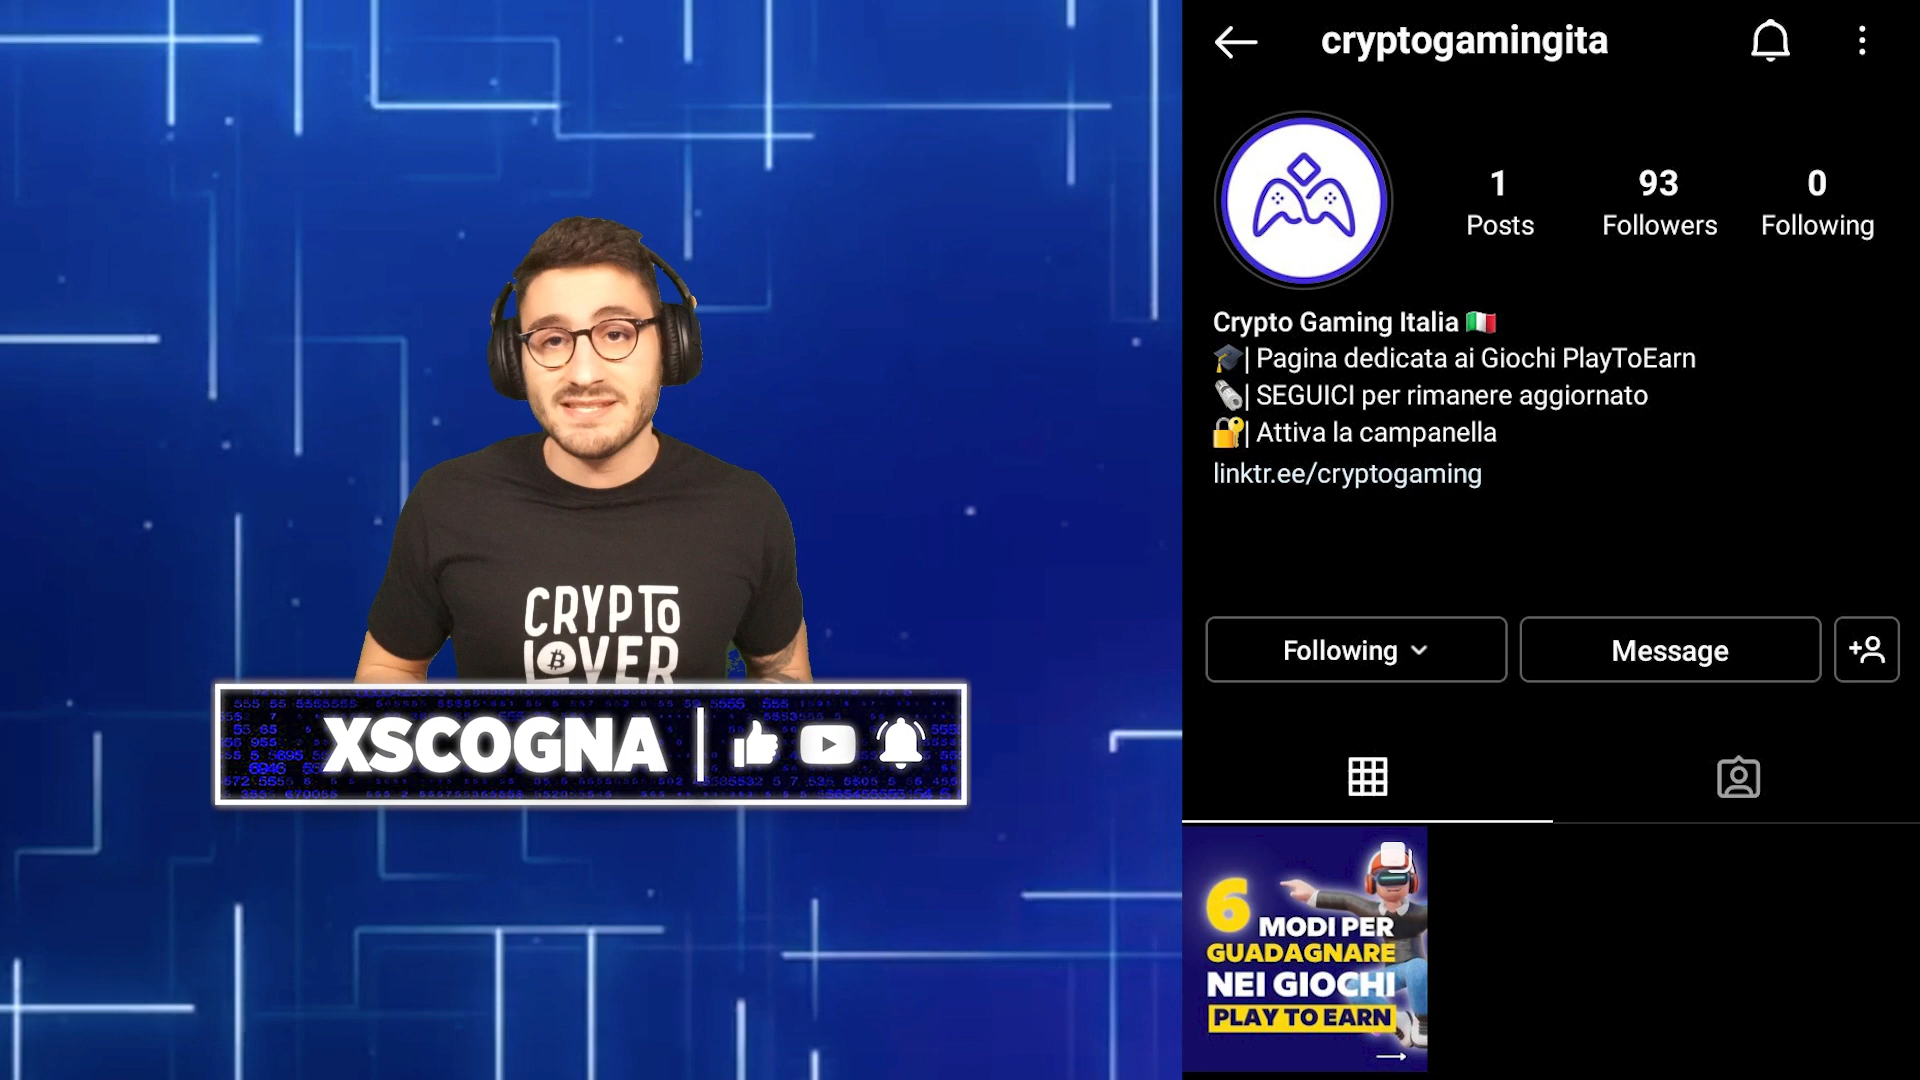 CRYPTO
LOVER
XSCOGNA
cryptogamingita
1
Posts
93
Followers
0
Following
Crypto Gaming Italia 🇮🇹
🎓| Pagina dedicata ai Giochi PlayToEarn
🗞️| SEGUICI per rimanere aggiornato
🔐| Attiva la campanella
linktr.ee/cryptogaming
Following
Message
6 MODI PER
GUADAGNARE
NEI GIOCHI
PLAY TO EARN